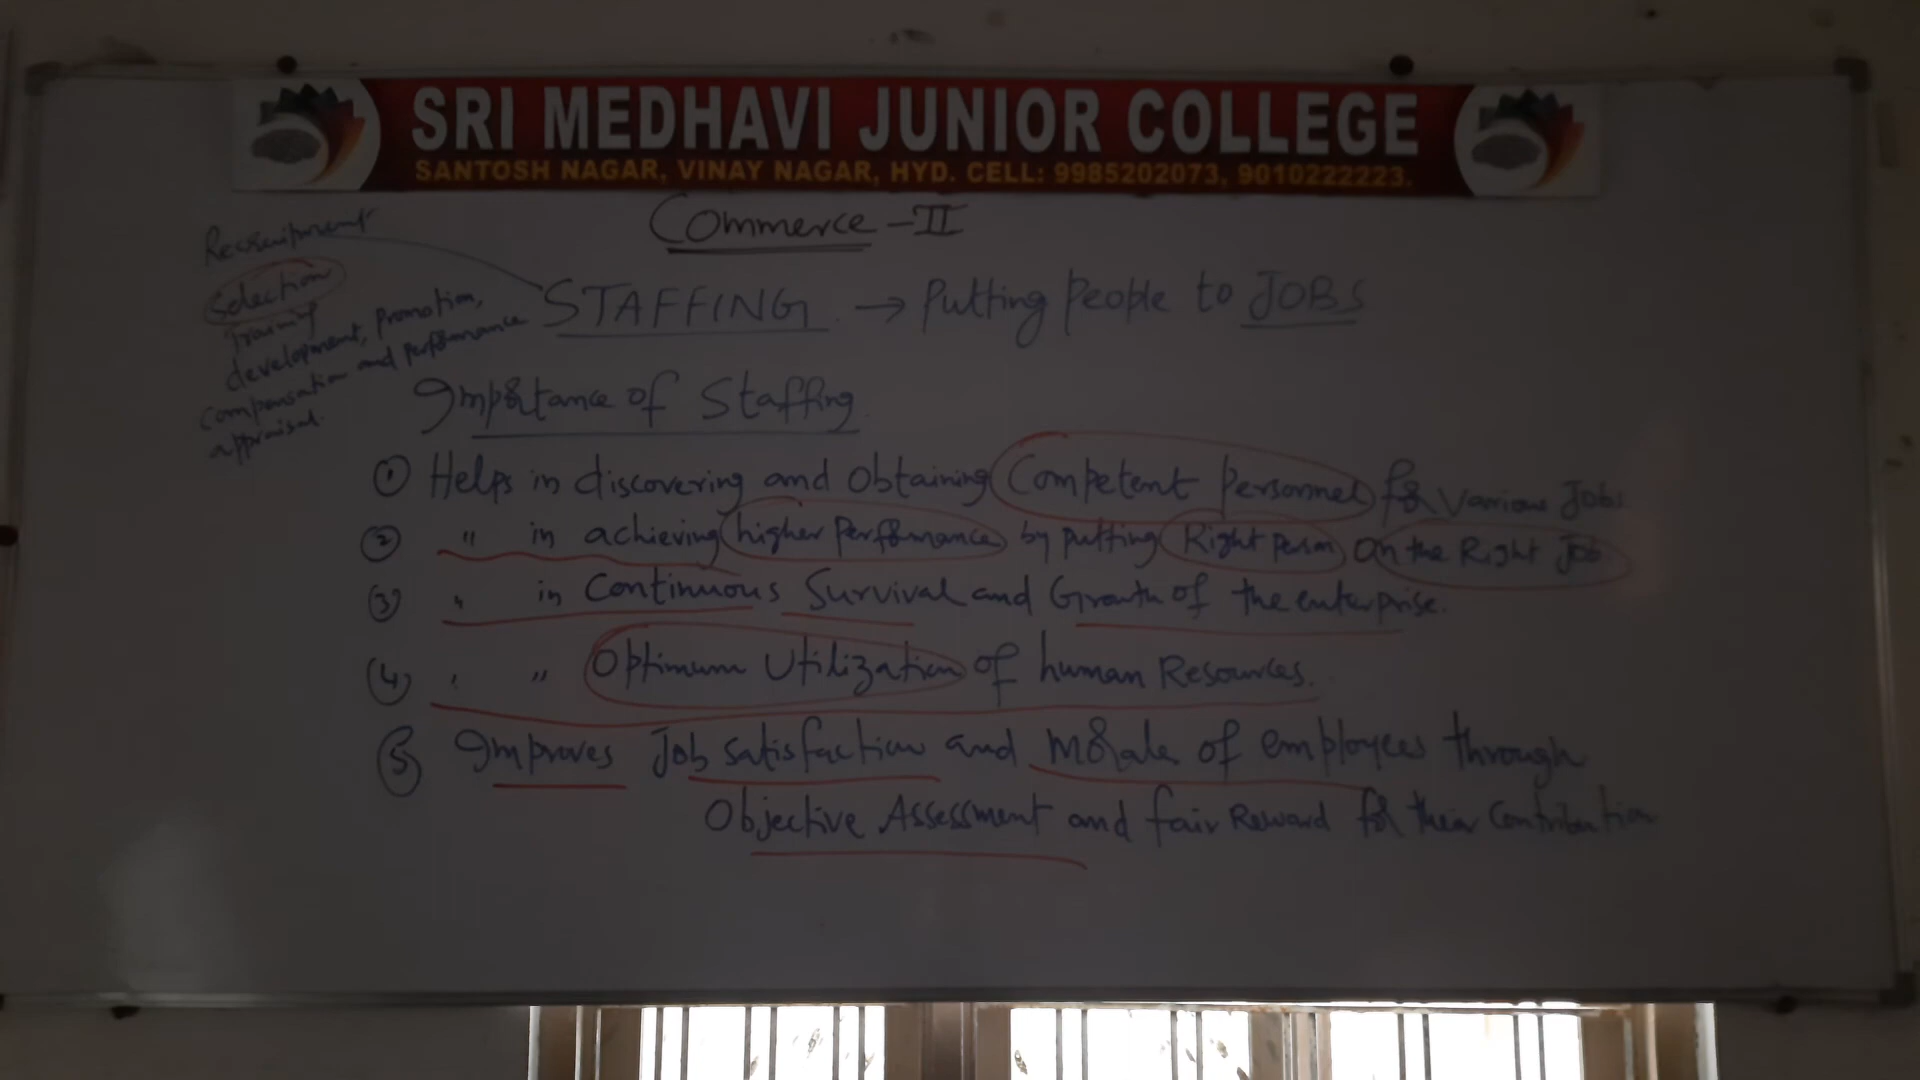 SRI MEDHAVI JUNIOR COLLEGE
SANTOSH NAGAR, VINAY NAGAR, HYD. CELL: 9985202073, 9010222223.
Commerce - II
Recruitment
Selection
Training
development, promotion,
compensation and performance
appraisal.
STAFFING → Putting People to JOBS
Importance of Staffing
① Helps in discovering and obtaining Competent Personnel for Various Jobs
② " in achieving higher Performance by putting Right Person On the Right Job
(3) " in Continuous Survival and Growth of the enterprise.
(4) " " Optimum Utilization of human Resources.
⑤ Improves Job satisfaction and Morale of employees through
Objective Assessment and fair Reward for their Contribution